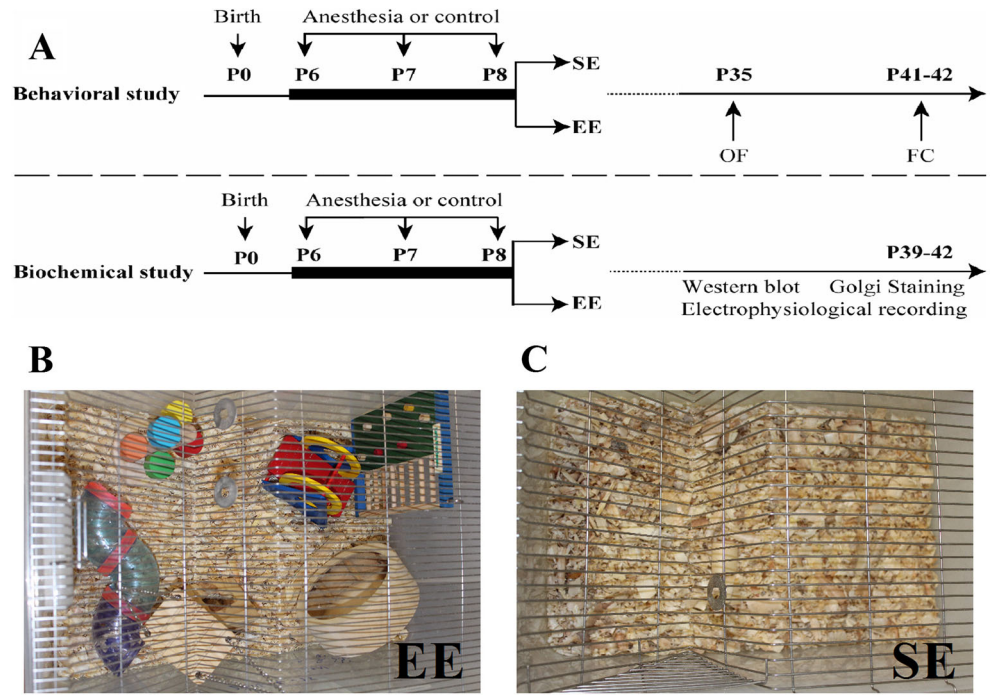 A
Birth
Anesthesia or control
P0
P6
P7
P8
SE
P35
P41-42
Behavioral study
EE
OF
FC
Birth
Anesthesia or control
P0
P6
P7
P8
SE
P39-42
Biochemical study
EE
Western blot
Golgi Staining
Electrophysiological recording
B
C
EE
SE